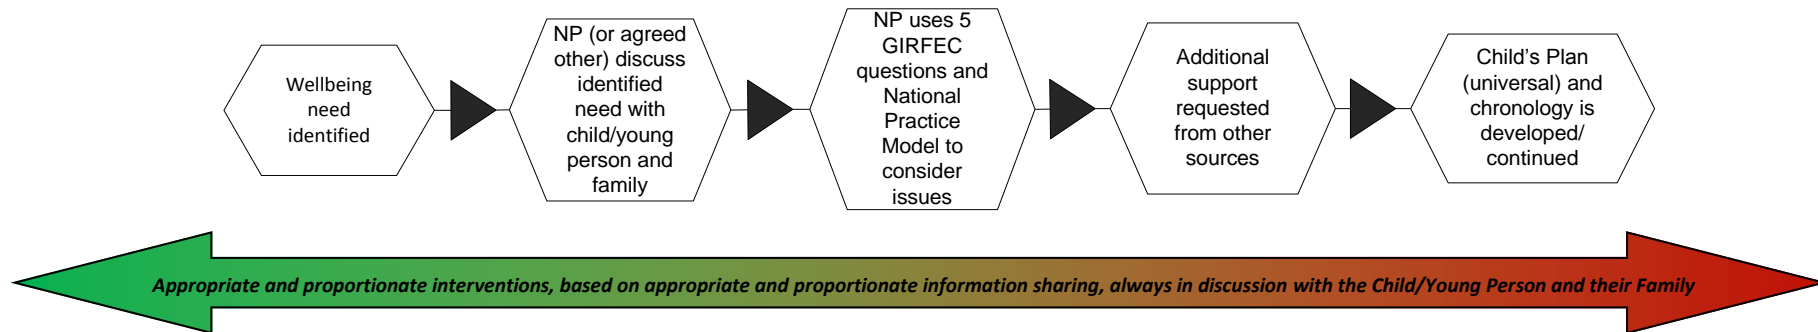 Wellbeing
need
identified
NP (or agreed
other) discuss
identified
need with
child/young
person and
family
NP uses 5
GIRFEC
questions and
National
Practice
Model to
consider
issues
Additional
support
requested
from other
sources
Child’s Plan
(universal) and
chronology is
developed/
continued
Appropriate and proportionate interventions, based on appropriate and proportionate information sharing, always in discussion with the Child/Young Person and their Family